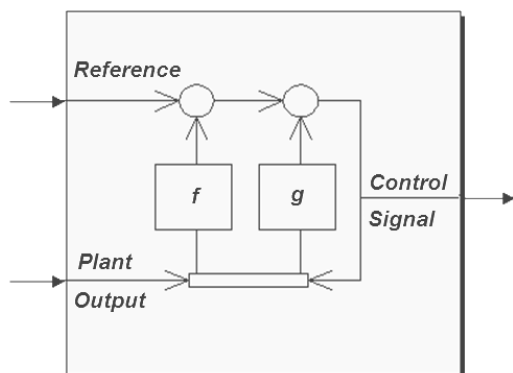 Reference
f
g
Control
Signal
Plant
Output